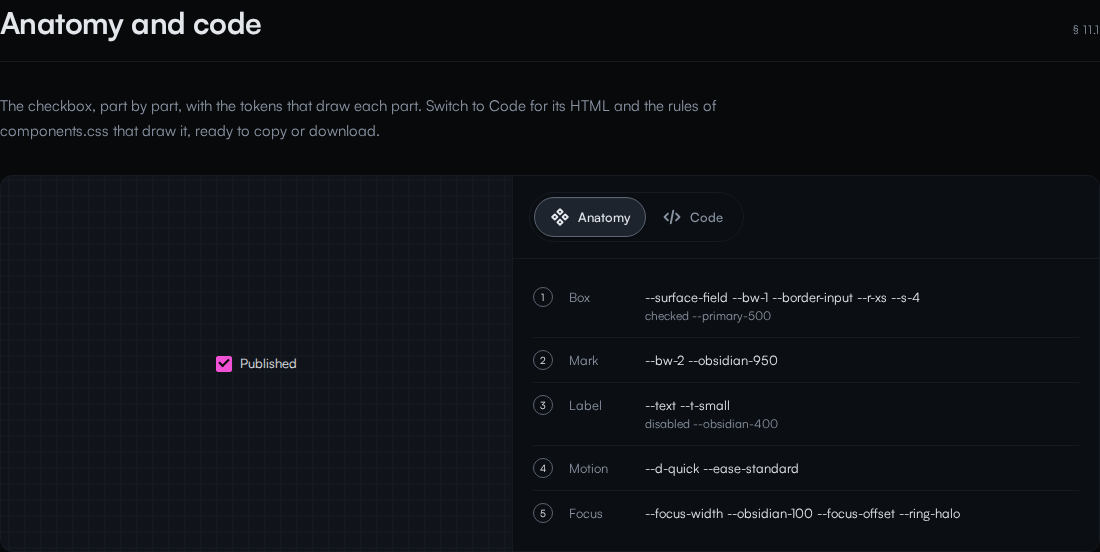 Anatomy and code
§ 11.1
The checkbox, part by part, with the tokens that draw each part. Switch to Code for its HTML and the rules of
components.css that draw it, ready to copy or download.
Anatomy
Code
1 Box --surface-field --bw-1 --border-input --r-xs --s-4
checked --primary-500
Published
2 Mark --bw-2 --obsidian-950
3 Label --text --t-small
disabled --obsidian-400
4 Motion --d-quick --ease-standard
5 Focus --focus-width --obsidian-100 --focus-offset --ring-halo